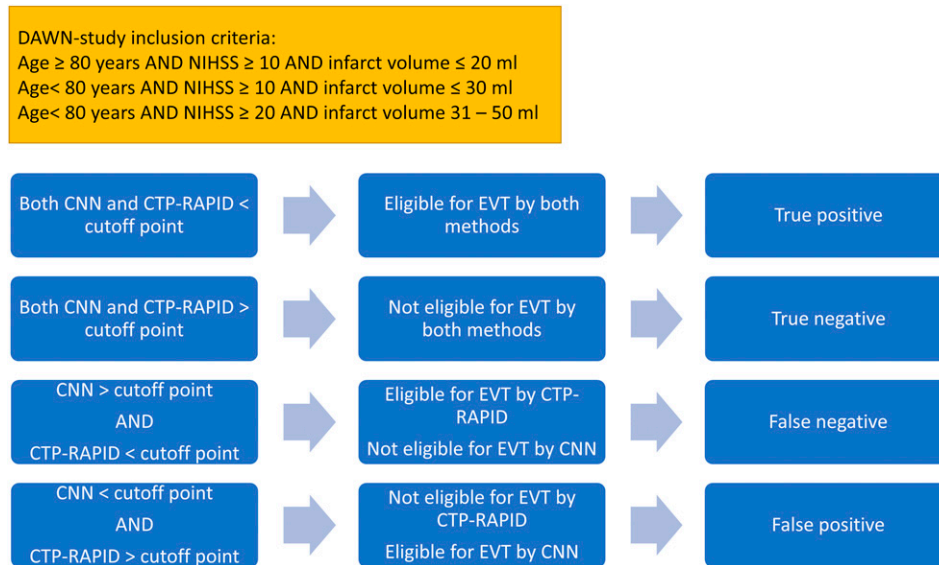 DAWN-study inclusion criteria:
Age ≥ 80 years AND NIHSS ≥ 10 AND infarct volume ≤ 20 ml
Age< 80 years AND NIHSS ≥ 10 AND infarct volume ≤ 30 ml
Age< 80 years AND NIHSS ≥ 20 AND infarct volume 31 – 50 ml
Both CNN and CTP-RAPID <
cutoff point
Eligible for EVT by both
methods
True positive
Both CNN and CTP-RAPID >
cutoff point
Not eligible for EVT by
both methods
True negative
CNN > cutoff point
AND
CTP-RAPID < cutoff point
Eligible for EVT by CTP-
RAPID
Not eligible for EVT by CNN
False negative
CNN < cutoff point
AND
CTP-RAPID > cutoff point
Not eligible for EVT by
CTP-RAPID
Eligible for EVT by CNN
False positive